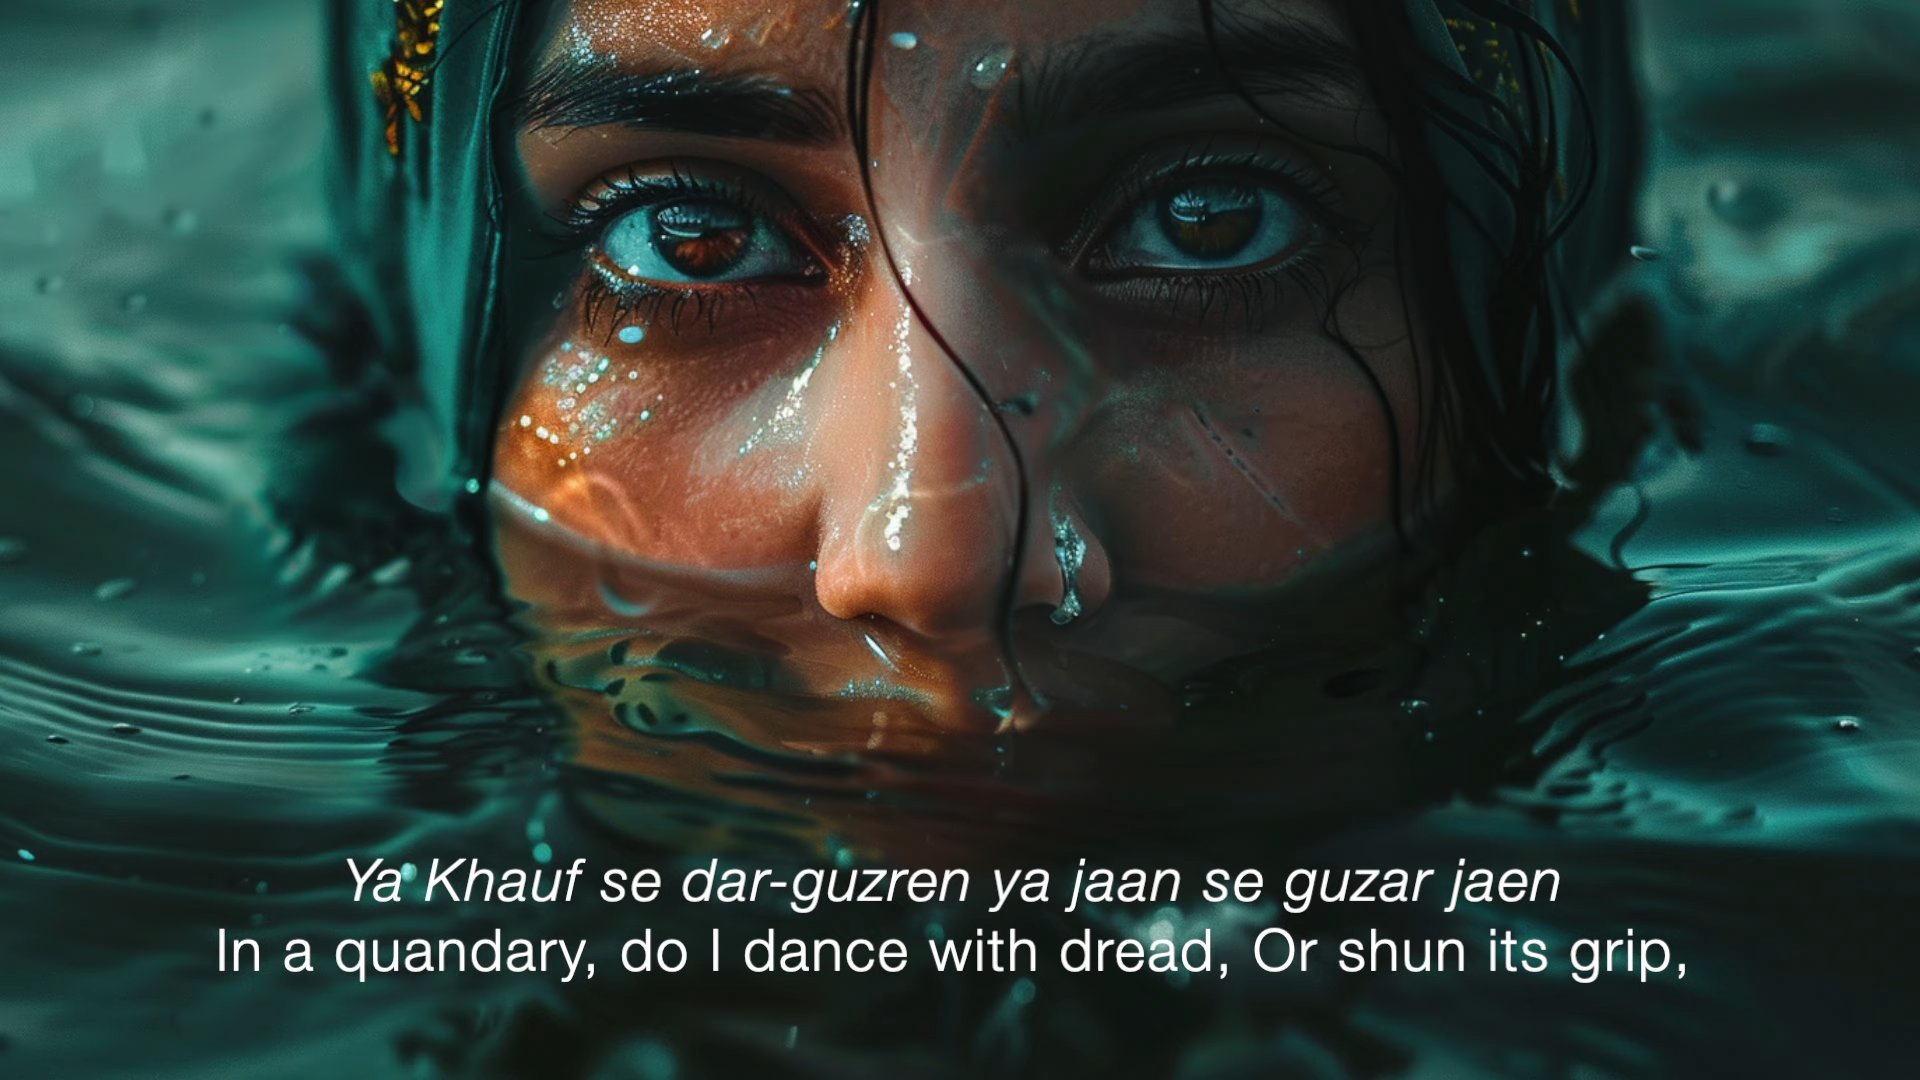 Ya Khauf se dar-guzren ya jaan se guzar jaen
In a quandary, do I dance with dread, Or shun its grip,